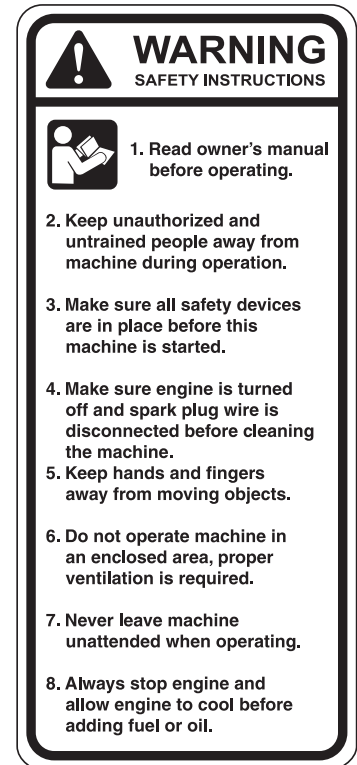 WARNING
SAFETY INSTRUCTIONS
1. Read owner's manual
before operating.
2. Keep unauthorized and
untrained people away from
machine during operation.
3. Make sure all safety devices
are in place before this
machine is started.
4. Make sure engine is turned
off and spark plug wire is
disconnected before cleaning
the machine.
5. Keep hands and fingers
away from moving objects.
6. Do not operate machine in
an enclosed area, proper
ventilation is required.
7. Never leave machine
unattended when operating.
8. Always stop engine and
allow engine to cool before
adding fuel or oil.